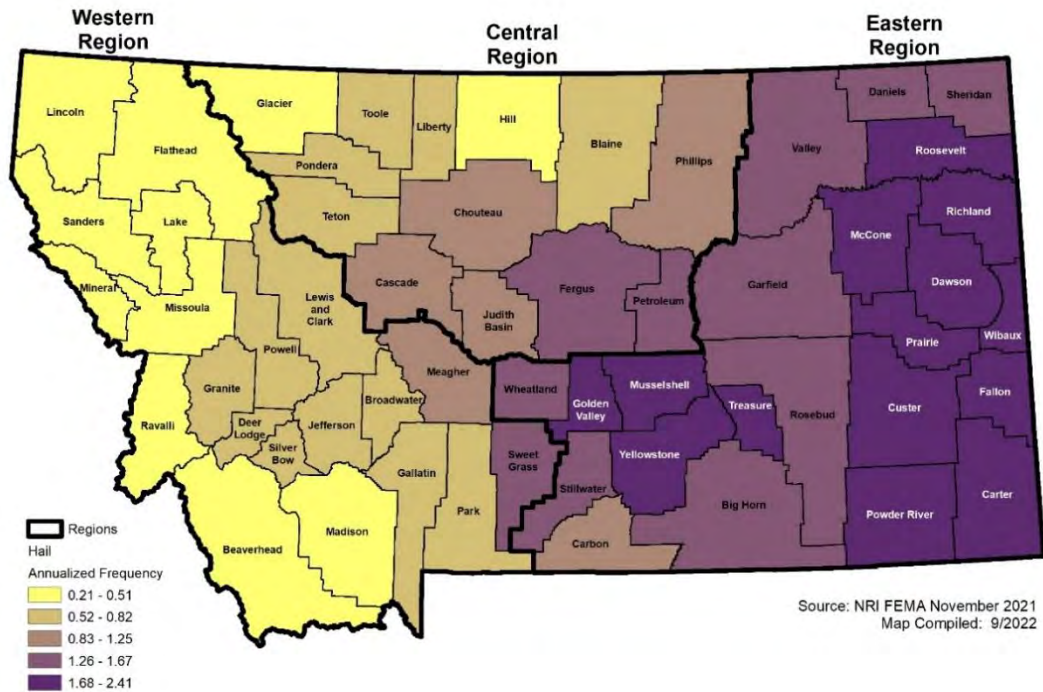 Western
Region
Central
Region
Eastern
Region
Lincoln
Flathead
Glacier
Toole
Liberty
Hill
Blaine
Phillips
Valley
Daniels
Sheridan
Roosevelt
Pondera
Teton
Chouteau
Sanders
Lake
McCone
Richland
Mineral
Missoula
Lewis
and
Clark
Cascade
Judith
Basin
Fergus
Petroleum
Garfield
Dawson
Prairie
Wibaux
Powell
Granite
Meagher
Broadwater
Jefferson
Deer
Lodge
Silver
Bow
Ravalli
Wheatland
Golden
Valley
Musselshell
Treasure
Rosebud
Custer
Fallon
Gallatin
Park
Sweet
Grass
Stillwater
Yellowstone
Big Horn
Powder River
Carter
Beaverhead
Madison
Carbon
Regions
Hail
Annualized Frequency
0.21 - 0.51
0.52 - 0.82
0.83 - 1.25
1.26 - 1.67
1.68 - 2.41
Source: NRI FEMA November 2021
Map Compiled: 9/2022